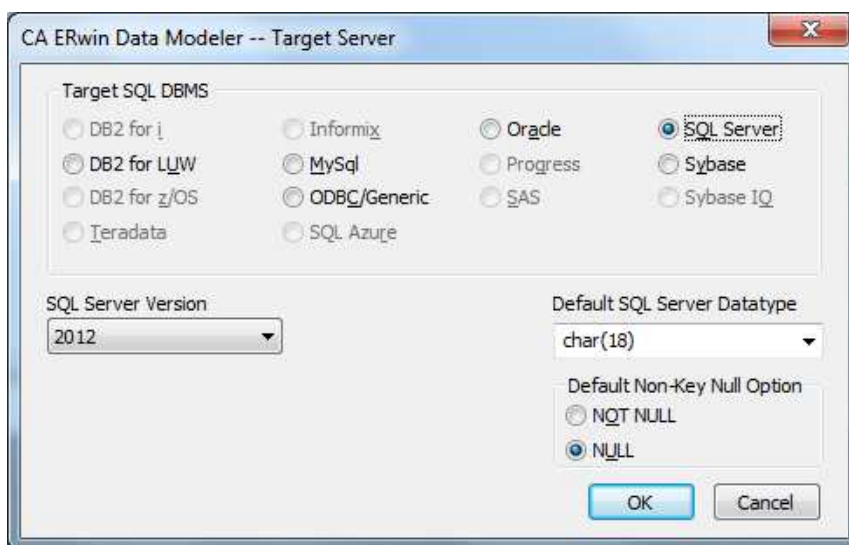 CA ERwin Data Modeler -- Target Server
Target SQL DBMS
DB2 for i Informix Oracle SQL Server
DB2 for LUW MySql Progress Sybase
DB2 for z/OS ODBC/Generic SAS Sybase IQ
Teradata SQL Azure
SQL Server Version Default SQL Server Datatype
2012 char(18)
Default Non-Key Null Option
NOT NULL
NULL
OK Cancel